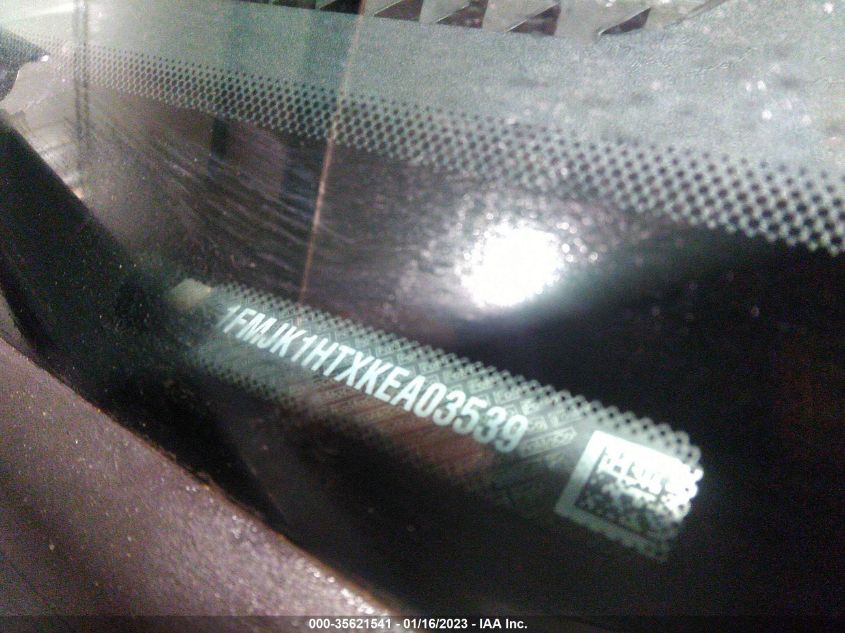 1FMJK1HTXKEA03539
000-35621541 - 01/16/2023 - IAA Inc.